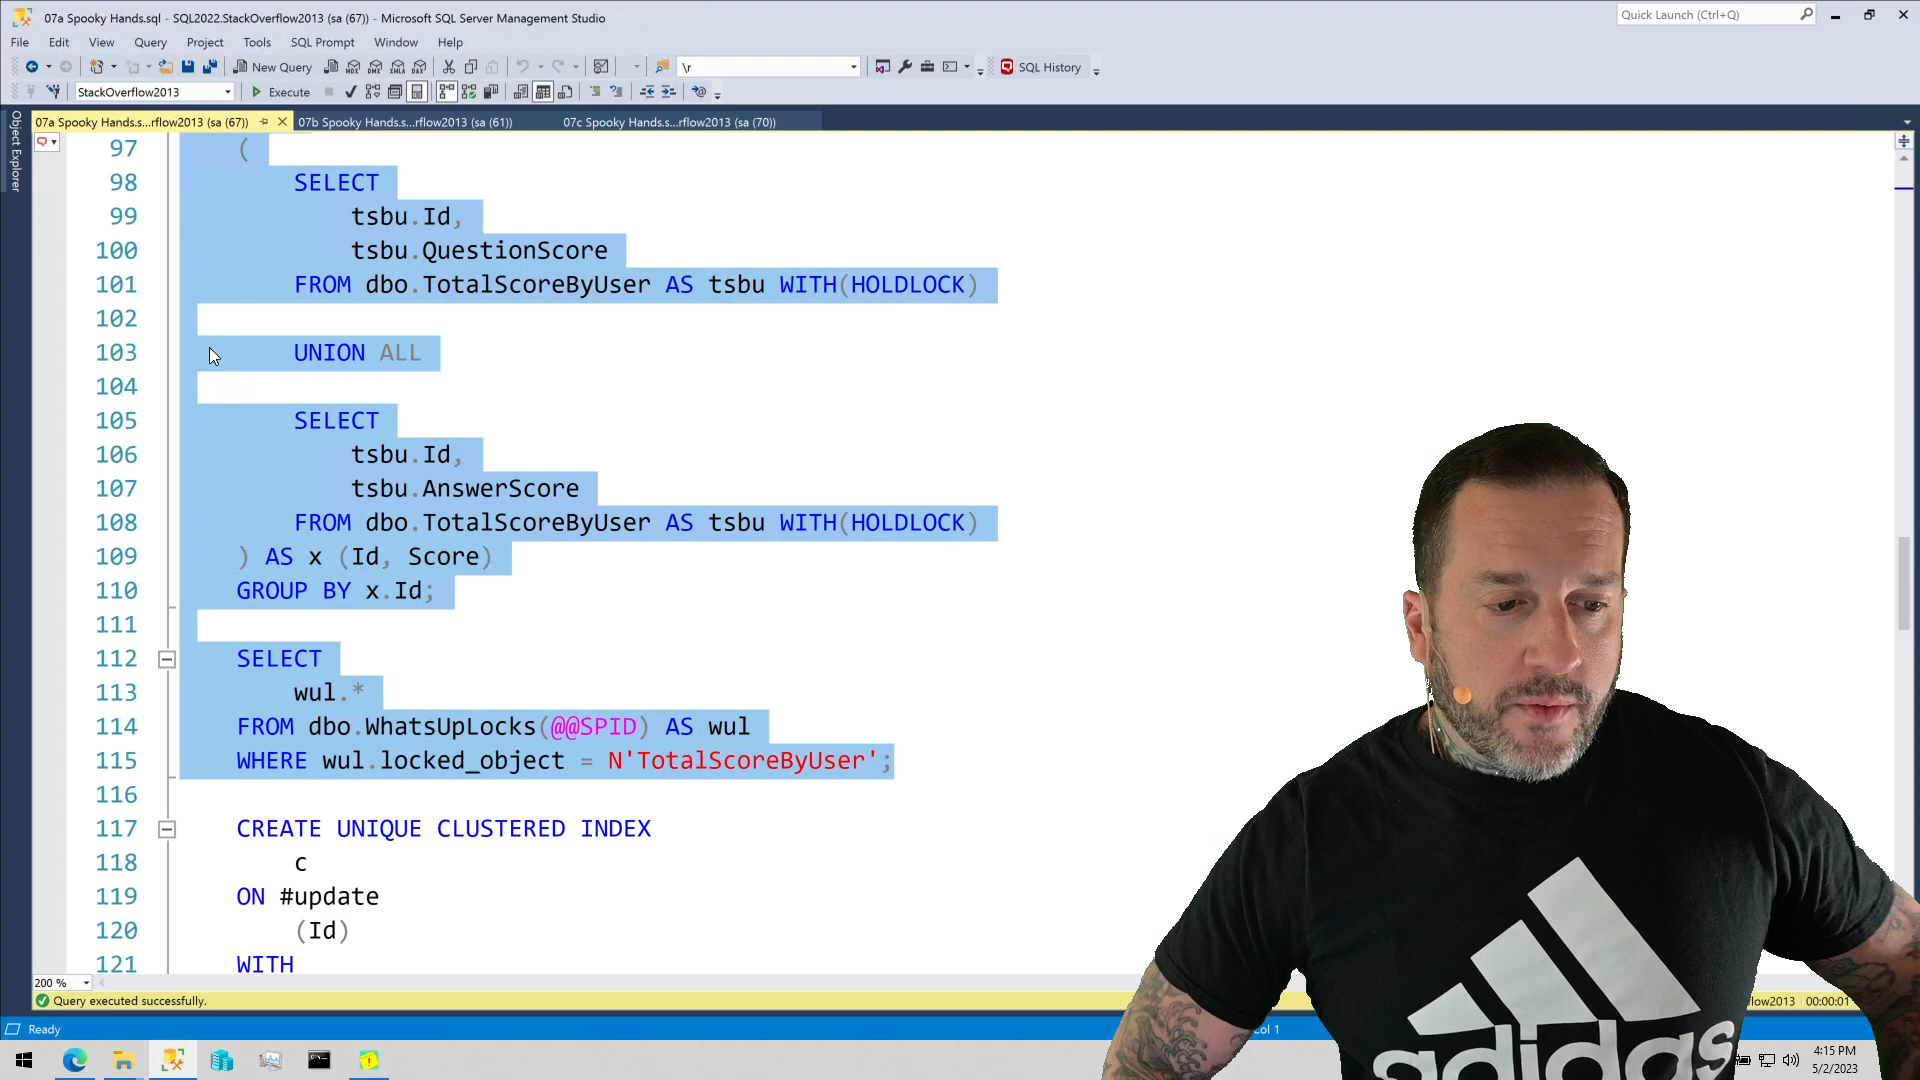 07a Spooky Hands.sql - SQL2022.StackOverflow2013 (sa (67)) - Microsoft SQL Server Management Studio
Quick Launch (Ctrl+Q)
File Edit View Query Project Tools SQL Prompt Window Help
New Query
MDX DMX XMLA DAX
\r
SQL History
StackOverflow2013
Execute
07a Spooky Hands.s...rflow2013 (sa (67))
07b Spooky Hands.s...rflow2013 (sa (61))
07c Spooky Hands.s...rflow2013 (sa (70))
Object Explorer
97 (
98 SELECT
99 tsbu.Id,
100 tsbu.QuestionScore
101 FROM dbo.TotalScoreByUser AS tsbu WITH(HOLDLOCK)
102
103 UNION ALL
104
105 SELECT
106 tsbu.Id,
107 tsbu.AnswerScore
108 FROM dbo.TotalScoreByUser AS tsbu WITH(HOLDLOCK)
109 ) AS x (Id, Score)
110 GROUP BY x.Id;
111
112 SELECT
113 wul.*
114 FROM dbo.WhatsUpLocks(@@SPID) AS wul
115 WHERE wul.locked_object = N'TotalScoreByUser';
116
117 CREATE UNIQUE CLUSTERED INDEX
118 c
119 ON #update
120 (Id)
121 WITH
200 %
Query executed successfully.
flow2013 00:00:01
Ready
Col 1
adidas
4:15 PM
5/2/2023